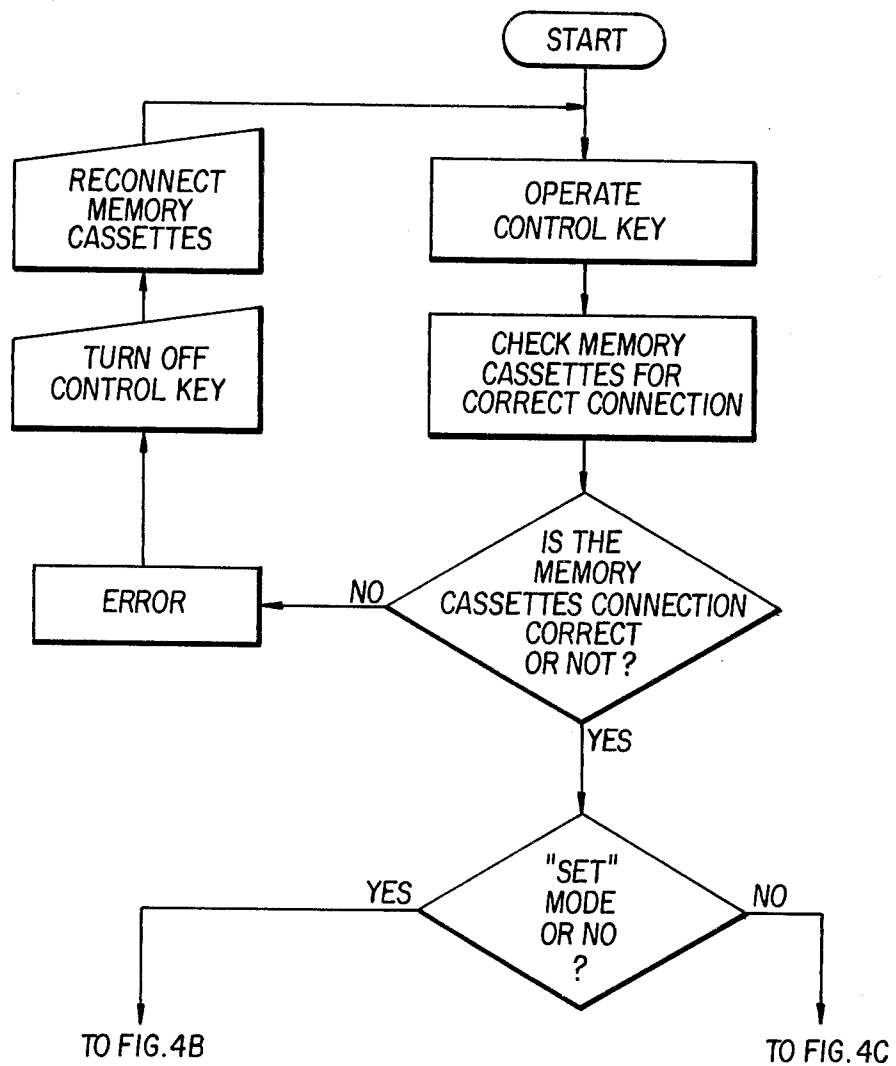 START
RECONNECT
MEMORY
CASSETTES
OPERATE
CONTROL KEY
TURN OFF
CONTROL KEY
CHECK MEMORY
CASSETTES FOR
CORRECT CONNECTION
ERROR
NO
IS THE
MEMORY
CASSETTES CONNECTION
CORRECT
OR NOT ?
YES
YES
"SET"
MODE
OR NO
?
NO
TO FIG. 4B
TO FIG. 4C